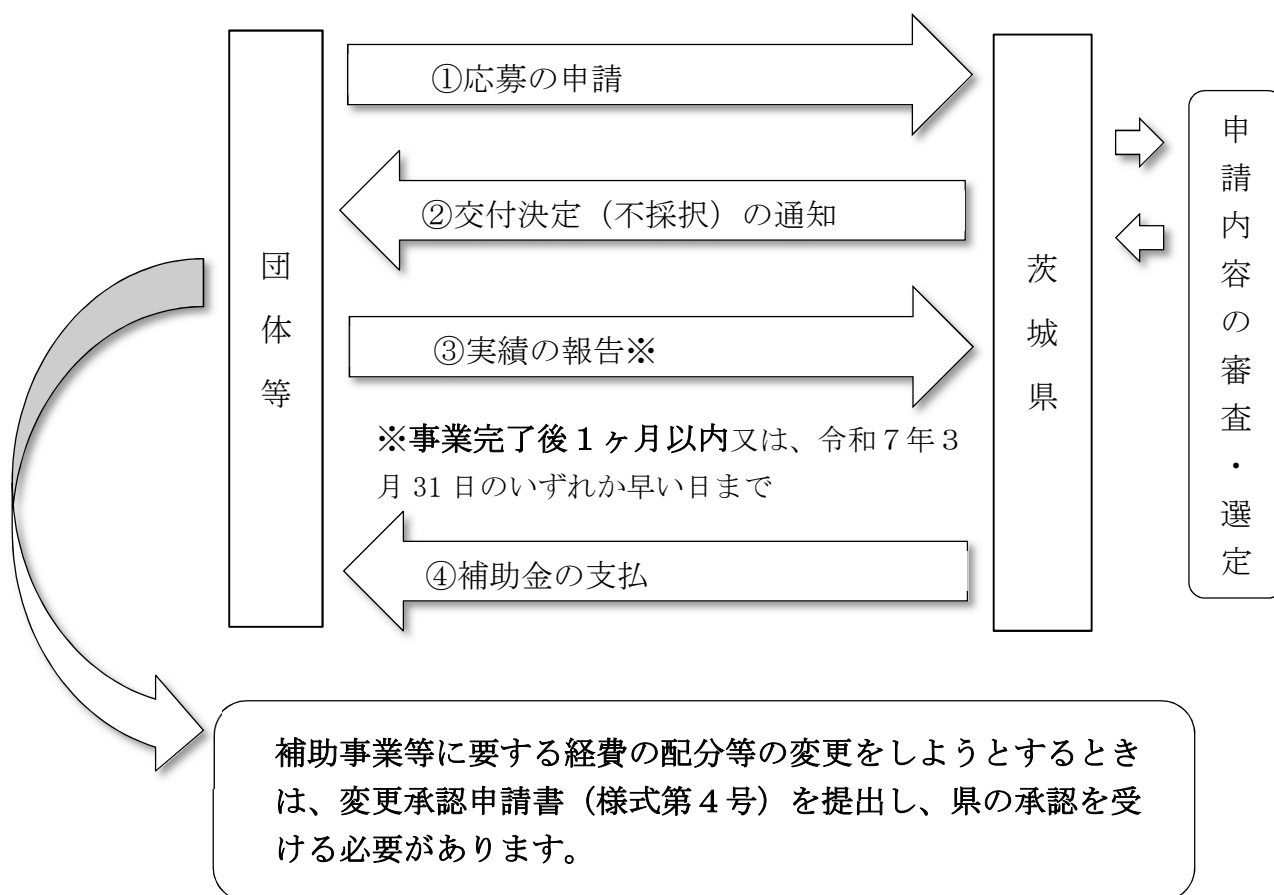 ①応募の申請
②交付決定（不採択）の通知
団体等
茨城県
申請内容の審査・選定
③実績の報告※
※事業完了後１ヶ月以内又は、令和７年３
月 31 日のいずれか早い日まで
④補助金の支払
補助事業等に要する経費の配分等の変更をしようとするとき
は、変更承認申請書（様式第４号）を提出し、県の承認を受
ける必要があります。